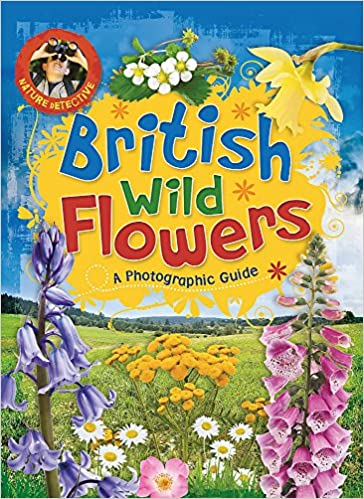 NATURE DETECTIVE
British
Wild
Flowers
A Photographic Guide